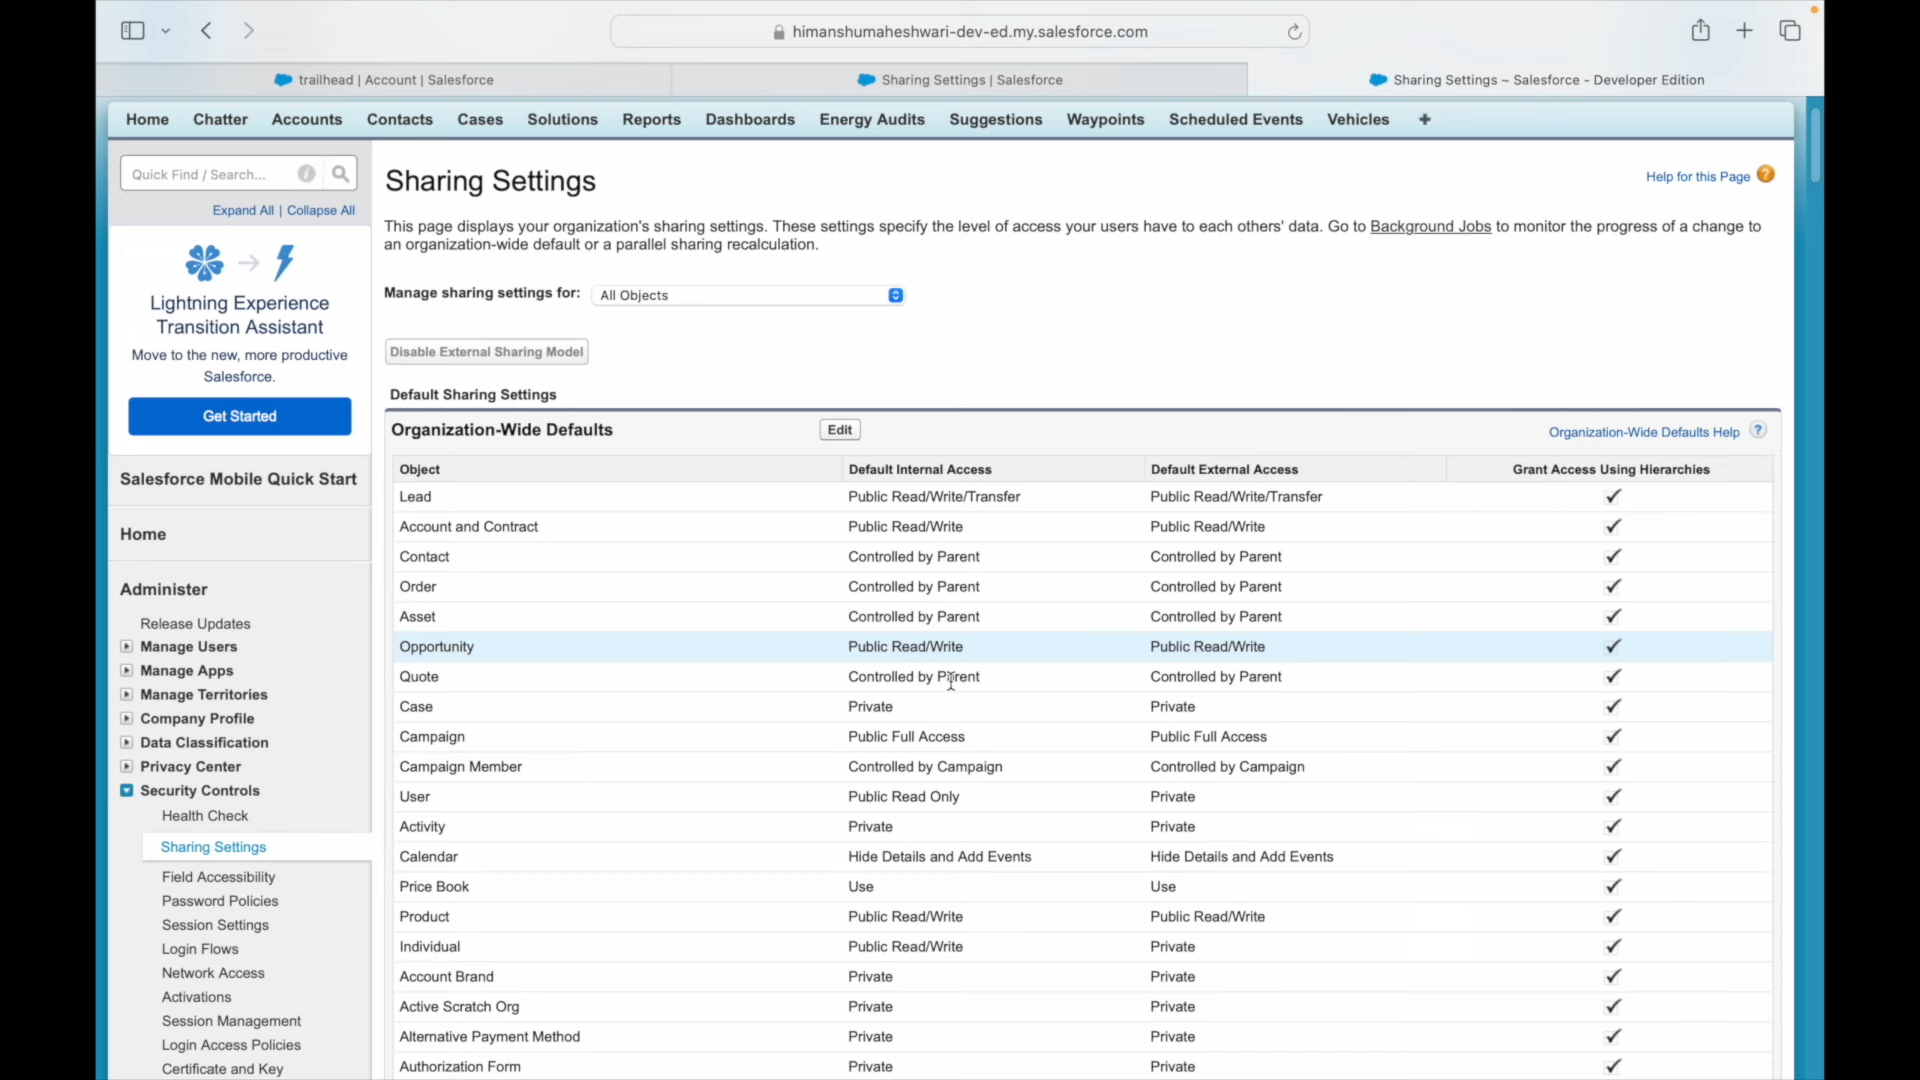 himanshumaheshwari-dev-ed.my.salesforce.com
trailhead | Account | Salesforce
Sharing Settings | Salesforce
Sharing Settings ~ Salesforce - Developer Edition
Home Chatter Accounts Contacts Cases Solutions Reports Dashboards Energy Audits Suggestions Waypoints Scheduled Events Vehicles +
Quick Find / Search... i
Expand All | Collapse All
Lightning Experience
Transition Assistant
Move to the new, more productive
Salesforce.
Get Started
Salesforce Mobile Quick Start
Home
Administer
Release Updates
Manage Users
Manage Apps
Manage Territories
Company Profile
Data Classification
Privacy Center
Security Controls
Health Check
Sharing Settings
Field Accessibility
Password Policies
Session Settings
Login Flows
Network Access
Activations
Session Management
Login Access Policies
Certificate and Key
Sharing Settings
Help for this Page ?
This page displays your organization's sharing settings. These settings specify the level of access your users have to each others' data. Go to Background Jobs to monitor the progress of a change to
an organization-wide default or a parallel sharing recalculation.
Manage sharing settings for: All Objects
Disable External Sharing Model
Default Sharing Settings
Organization-Wide Defaults Edit Organization-Wide Defaults Help ?
Object Default Internal Access Default External Access Grant Access Using Hierarchies
Lead Public Read/Write/Transfer Public Read/Write/Transfer ✓
Account and Contract Public Read/Write Public Read/Write ✓
Contact Controlled by Parent Controlled by Parent ✓
Order Controlled by Parent Controlled by Parent ✓
Asset Controlled by Parent Controlled by Parent ✓
Opportunity Public Read/Write Public Read/Write ✓
Quote Controlled by Parent Controlled by Parent ✓
Case Private Private ✓
Campaign Public Full Access Public Full Access ✓
Campaign Member Controlled by Campaign Controlled by Campaign ✓
User Public Read Only Private ✓
Activity Private Private ✓
Calendar Hide Details and Add Events Hide Details and Add Events ✓
Price Book Use Use ✓
Product Public Read/Write Public Read/Write ✓
Individual Public Read/Write Private ✓
Account Brand Private Private ✓
Active Scratch Org Private Private ✓
Alternative Payment Method Private Private ✓
Authorization Form Private Private ✓